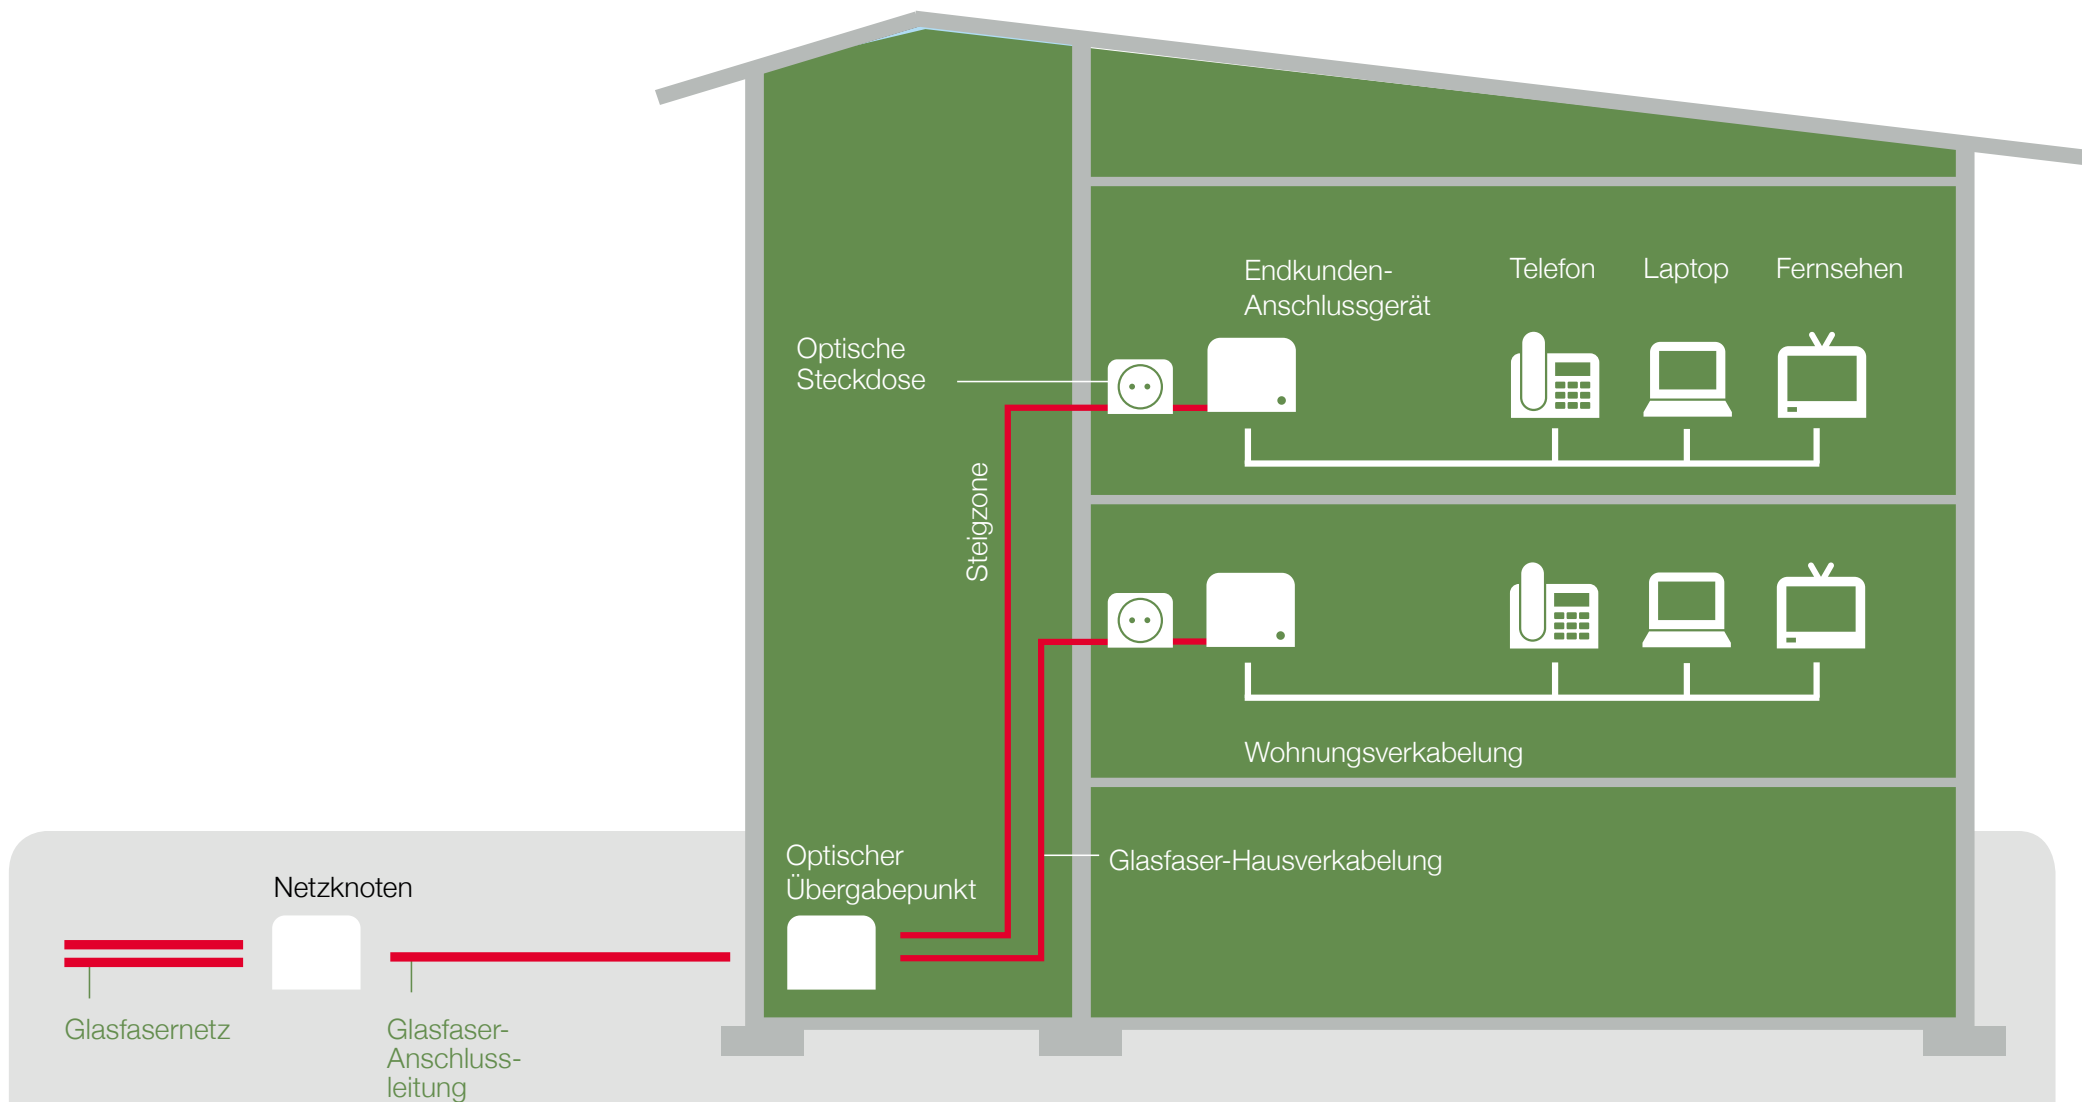 Endkunden-
Anschlussgerät
Telefon
Laptop
Fernsehen
Optische
Steckdose
Steigzone
Wohnungsverkabelung
Optischer
Übergabepunkt
Glasfaser-Hausverkabelung
Netzknoten
Glasfasernetz
Glasfaser-
Anschluss-
leitung